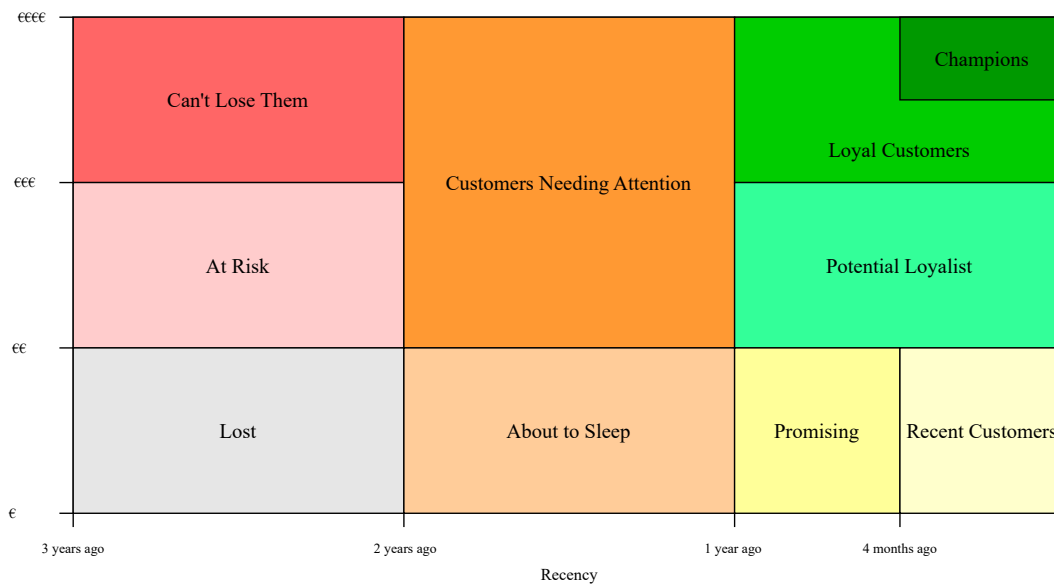 €€€€
Champions
Can't Lose Them
Loyal Customers
€€€
Customers Needing Attention
At Risk
Potential Loyalist
€€
Lost
About to Sleep
Promising
Recent Customers
€
3 years ago
2 years ago
1 year ago
4 months ago
Recency